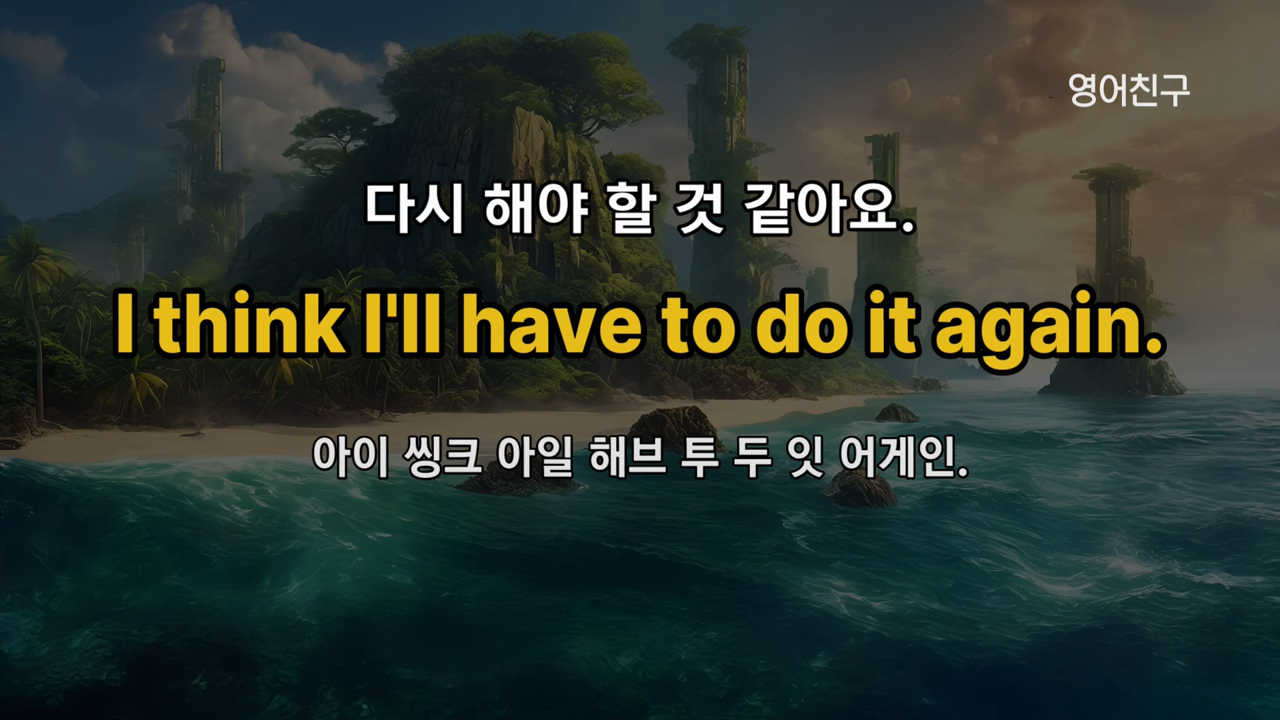 영어친구
다시 해야 할 것 같아요.
I think I'll have to do it again.
아이 씽크 아일 해브 투 두 잇 어게인.